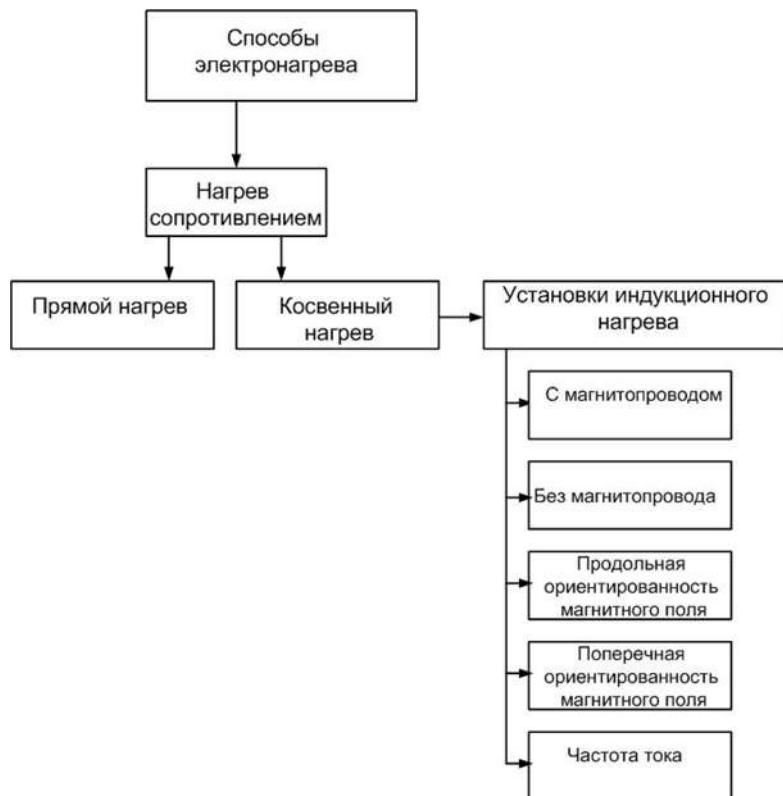 Способы
электронагрева
Нагрев
сопротивлением
Прямой нагрев
Косвенный
нагрев
Установки индукционного
нагрева
С магнитопроводом
Без магнитопровода
Продольная
ориентированность
магнитного поля
Поперечная
ориентированность
магнитного поля
Частота тока